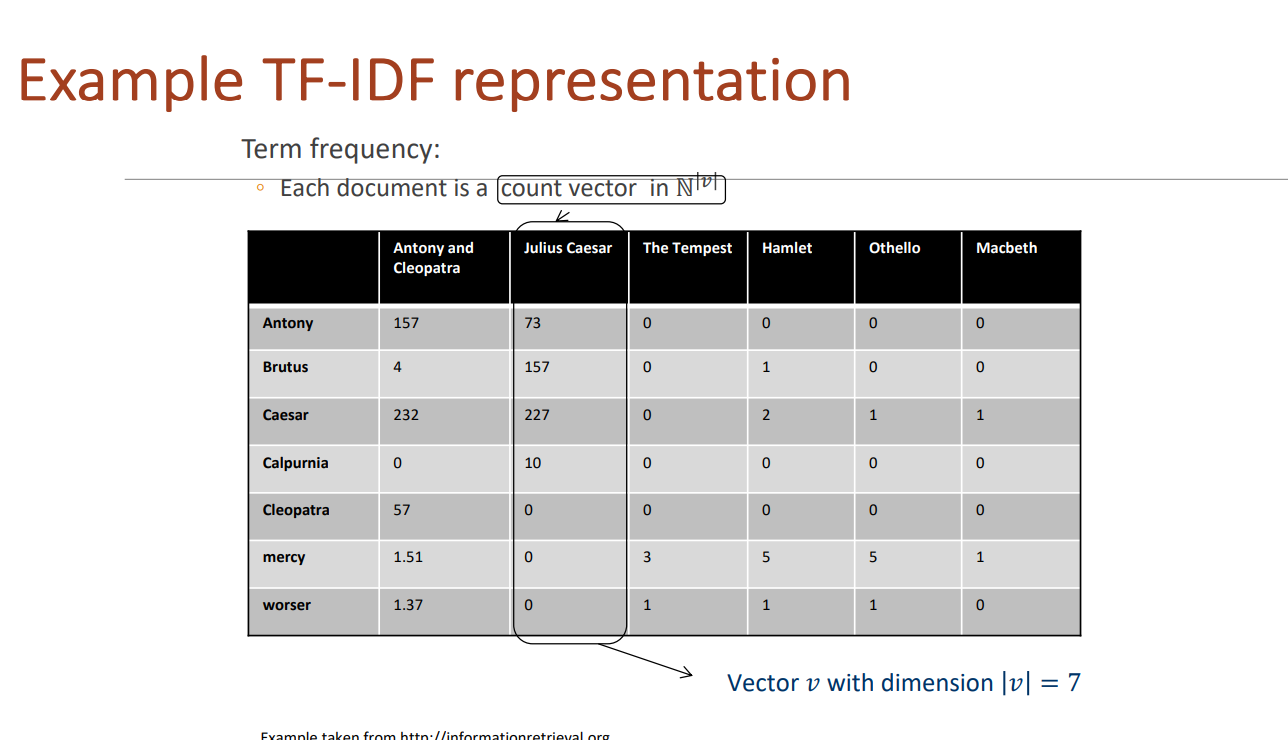 Example TF-IDF representation
Term frequency:
◦ Each document is a count vector in ℕ|v|
Antony and Cleopatra Julius Caesar The Tempest Hamlet Othello Macbeth
Antony 157 73 0 0 0 0
Brutus 4 157 0 1 0 0
Caesar 232 227 0 2 1 1
Calpurnia 0 10 0 0 0 0
Cleopatra 57 0 0 0 0 0
mercy 1.51 0 3 5 5 1
worser 1.37 0 1 1 1 0
Vector v with dimension |v| = 7
Example taken from http://informationretrieval.org